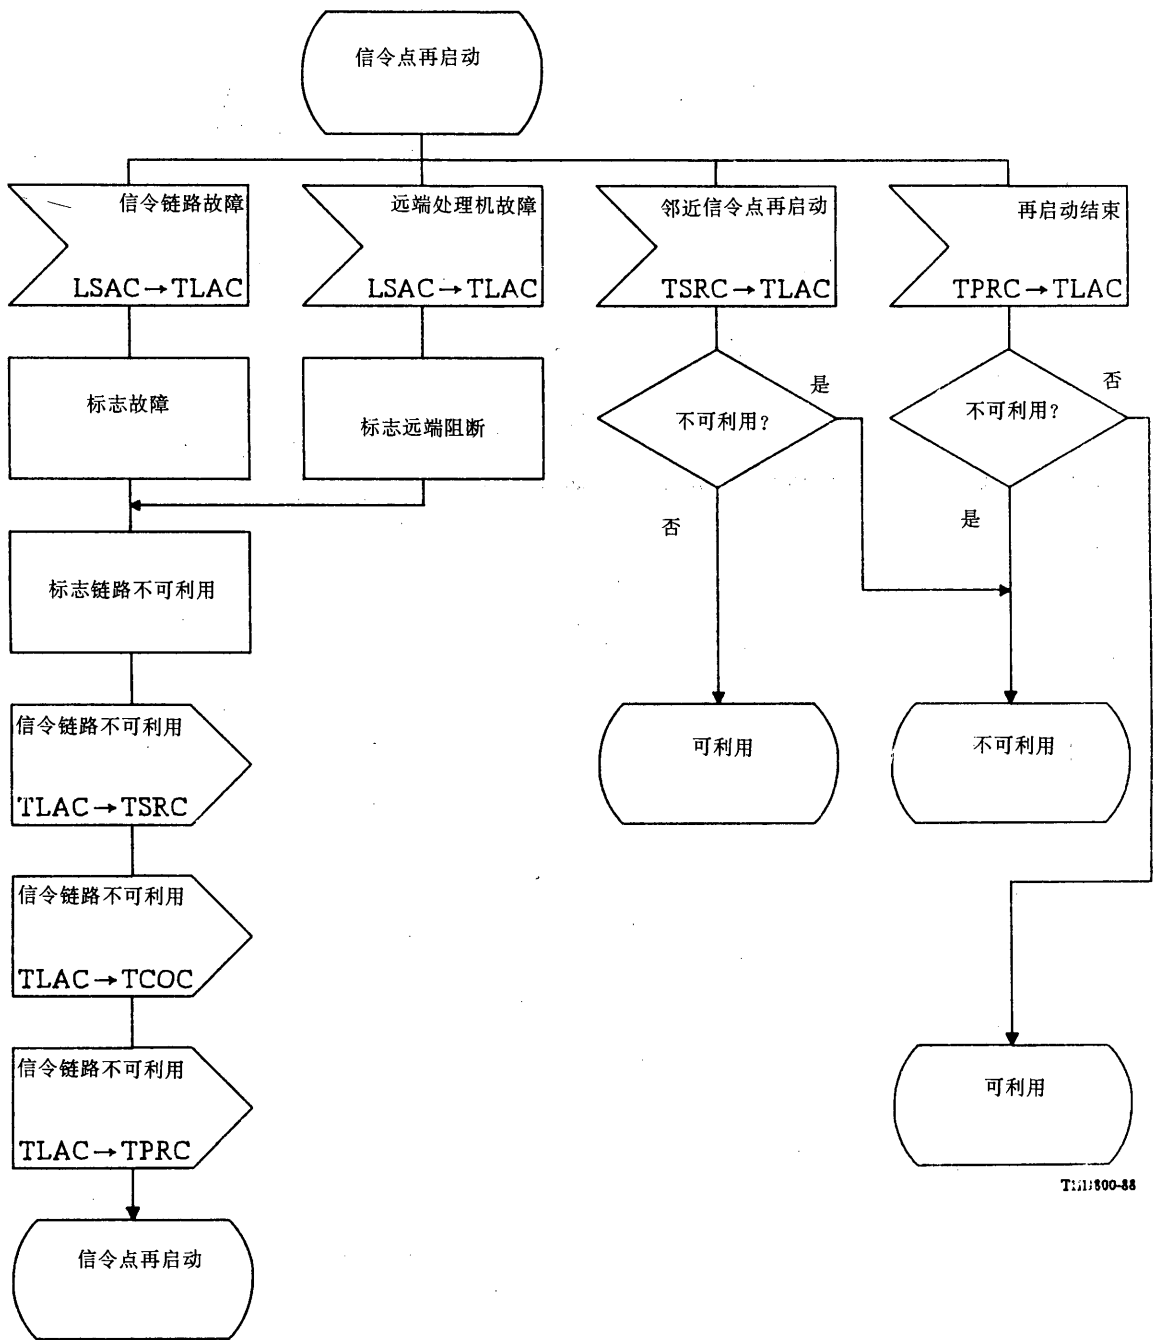 信令点再启动
信令链路故障
LSAC→TLAC
远端处理机故障
LSAC→TLAC
邻近信令点再启动
TSRC→TLAC
再启动结束
TPRC→TLAC
标志故障
标志远端阻断
不可利用?
是
否
不可利用?
否
是
标志链路不可利用
信令链路不可利用
TLAC→TSRC
可利用
不可利用
信令链路不可利用
TLAC→TCOC
信令链路不可利用
TLAC→TPRC
可利用
信令点再启动